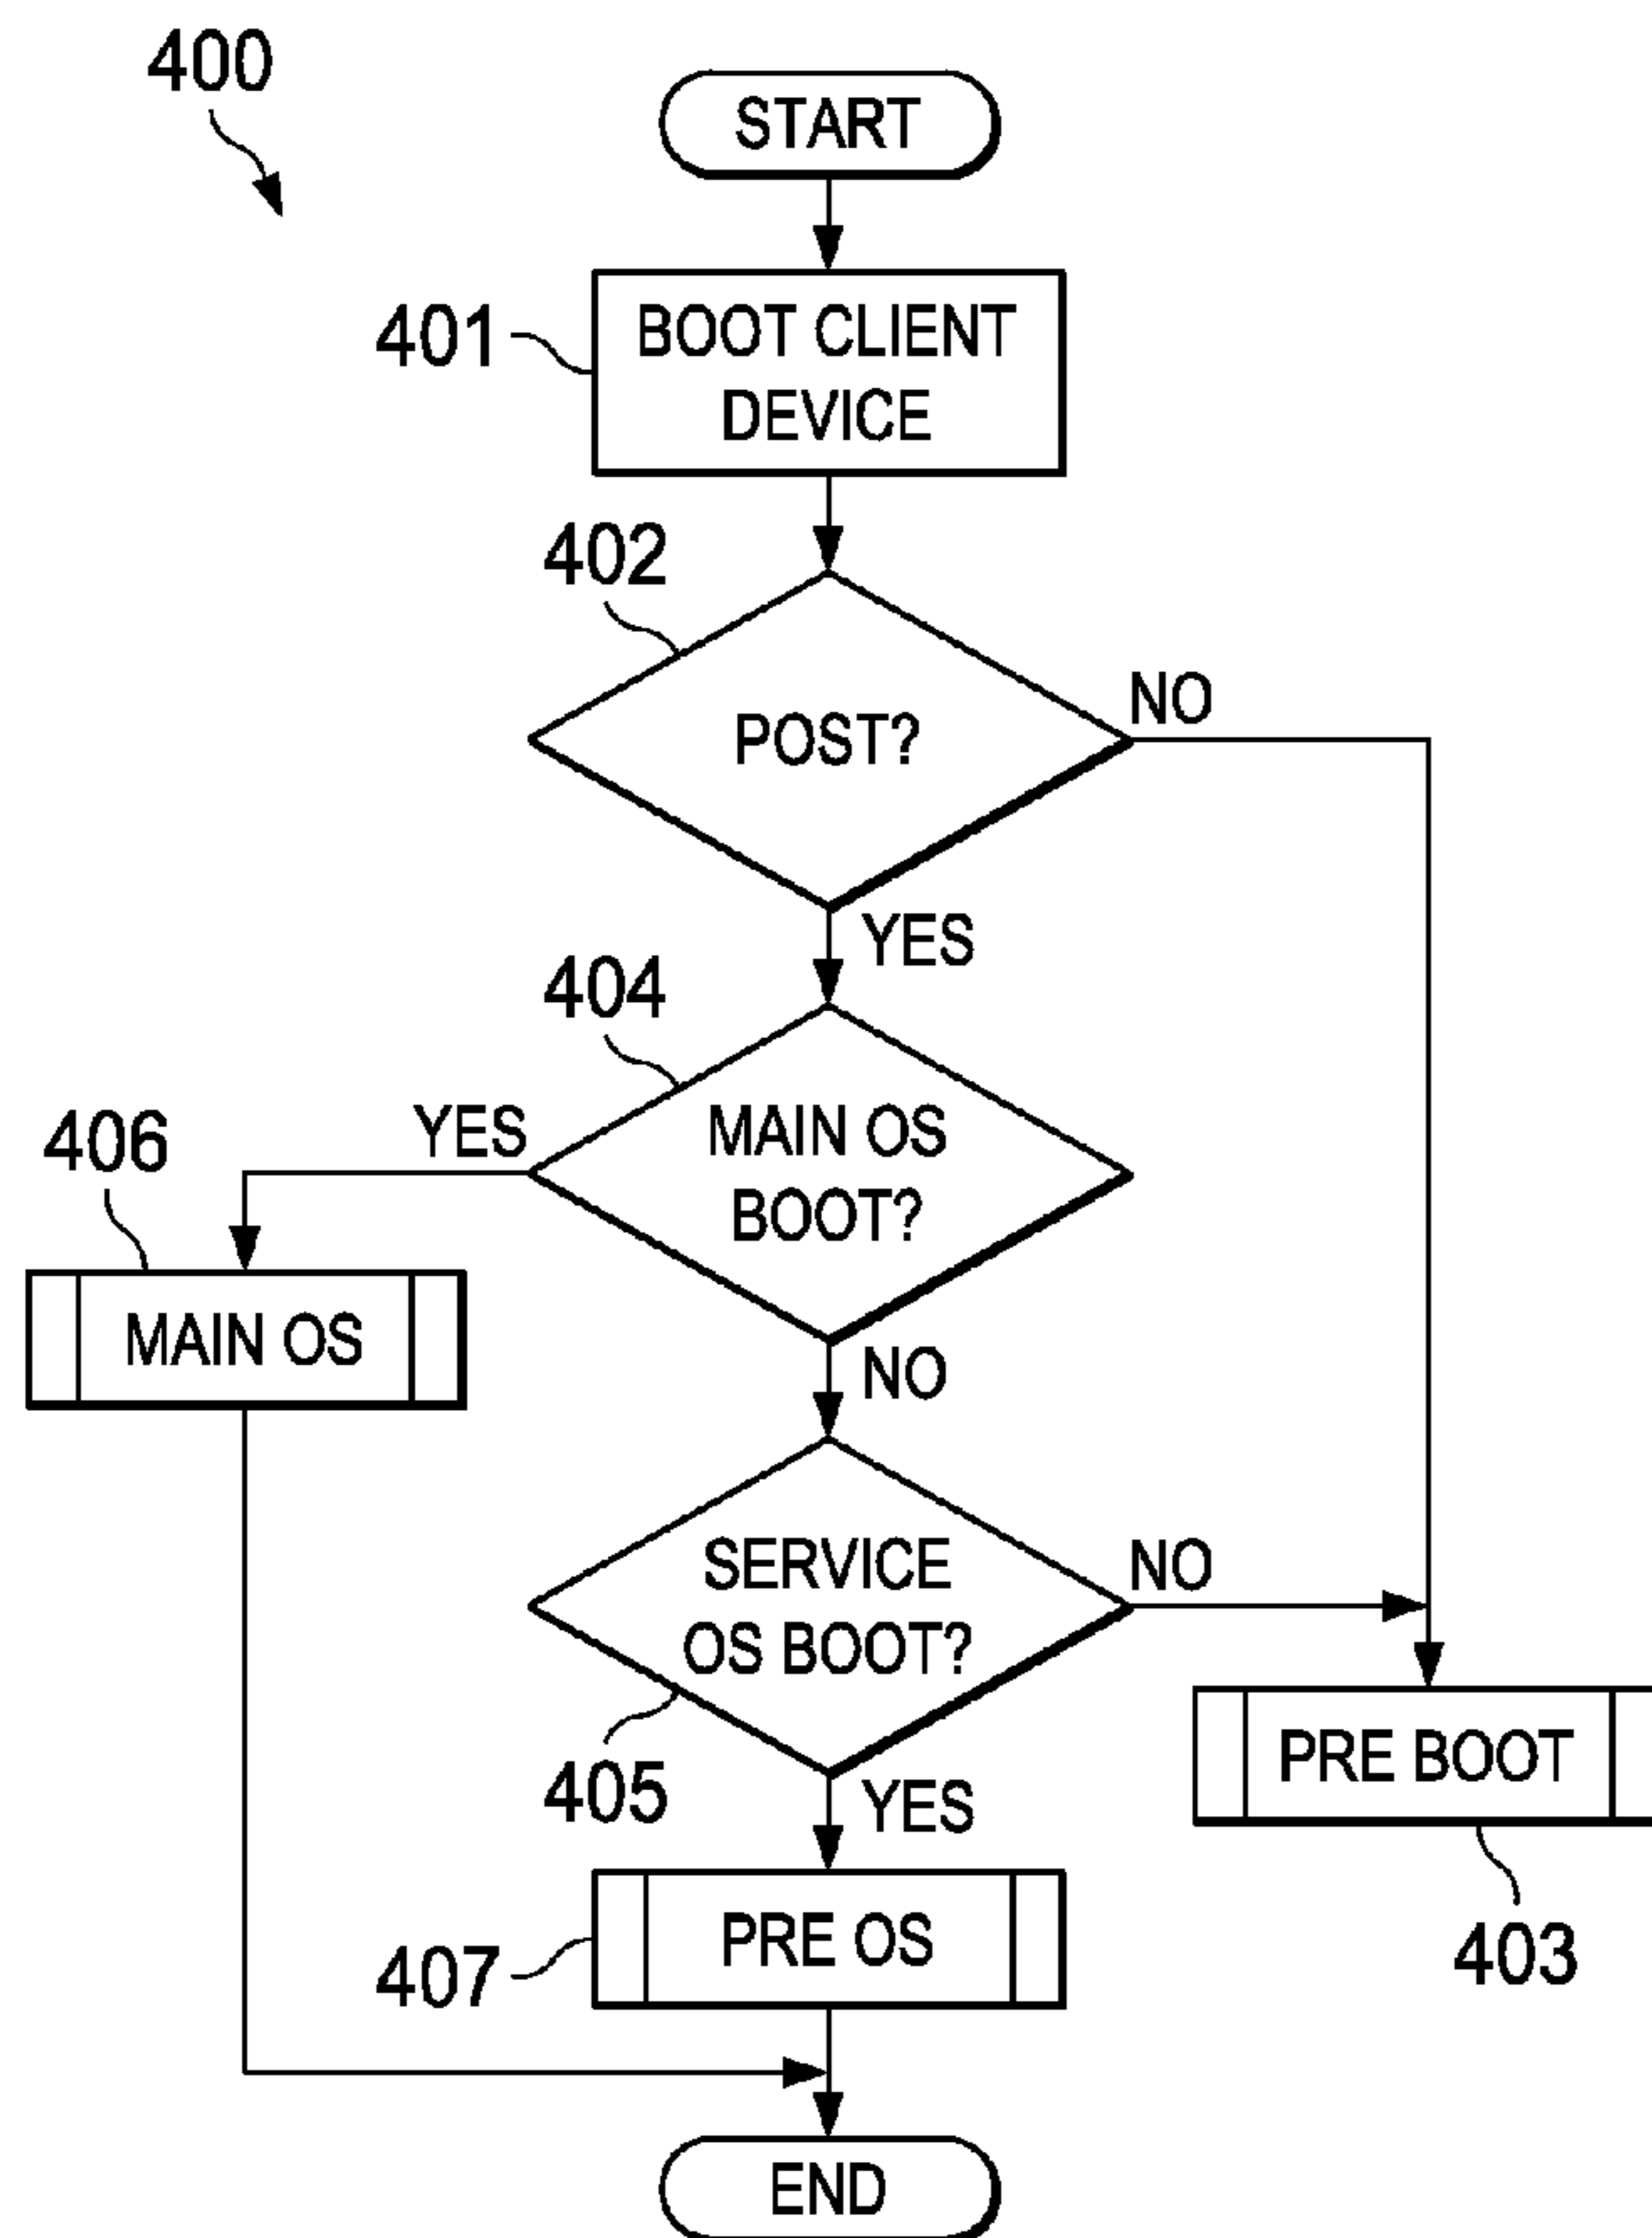 400
START
401
BOOT CLIENT
DEVICE
402
POST?
NO
YES
404
MAIN OS
BOOT?
YES
406
MAIN OS
NO
SERVICE
OS BOOT?
NO
405
YES
PRE BOOT
403
407
PRE OS
END